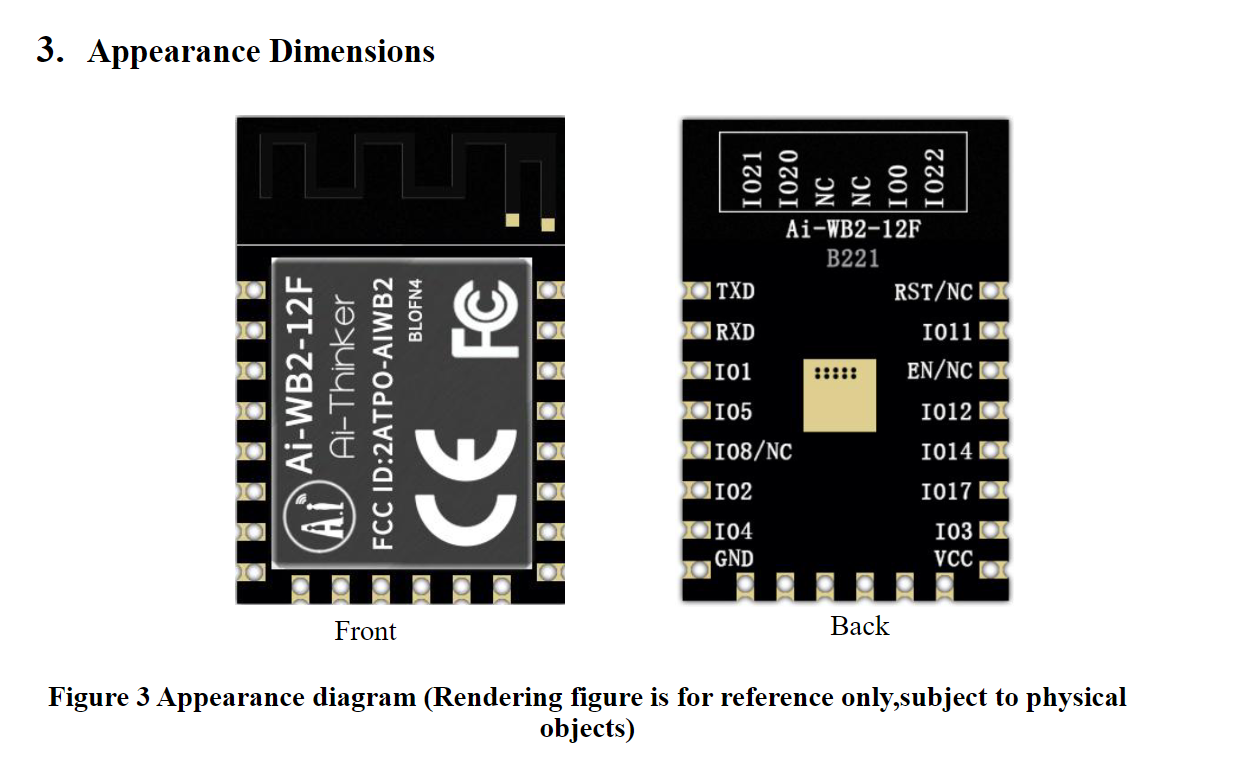 3. Appearance Dimensions
Ai-WB2-12F
Ai-Thinker
FCC ID:2ATPO-AIWB2
BLOFN4
A.i
CE
FC
Front
IO21
IO20
NC
NC
IO0
IO22
Ai-WB2-12F
B221
TXD RST/NC
RXD IO11
IO1 EN/NC
IO5 IO12
IO8/NC IO14
IO2 IO17
IO4 IO3
GND VCC
Back
Figure 3 Appearance diagram (Rendering figure is for reference only,subject to physical
objects)